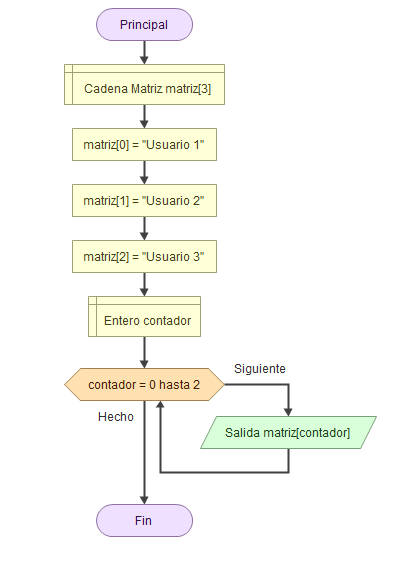 Principal
Cadena Matriz matriz[3]
matriz[0] = "Usuario 1"
matriz[1] = "Usuario 2"
matriz[2] = "Usuario 3"
Entero contador
contador = 0 hasta 2
Siguiente
Hecho
Salida matriz[contador]
Fin